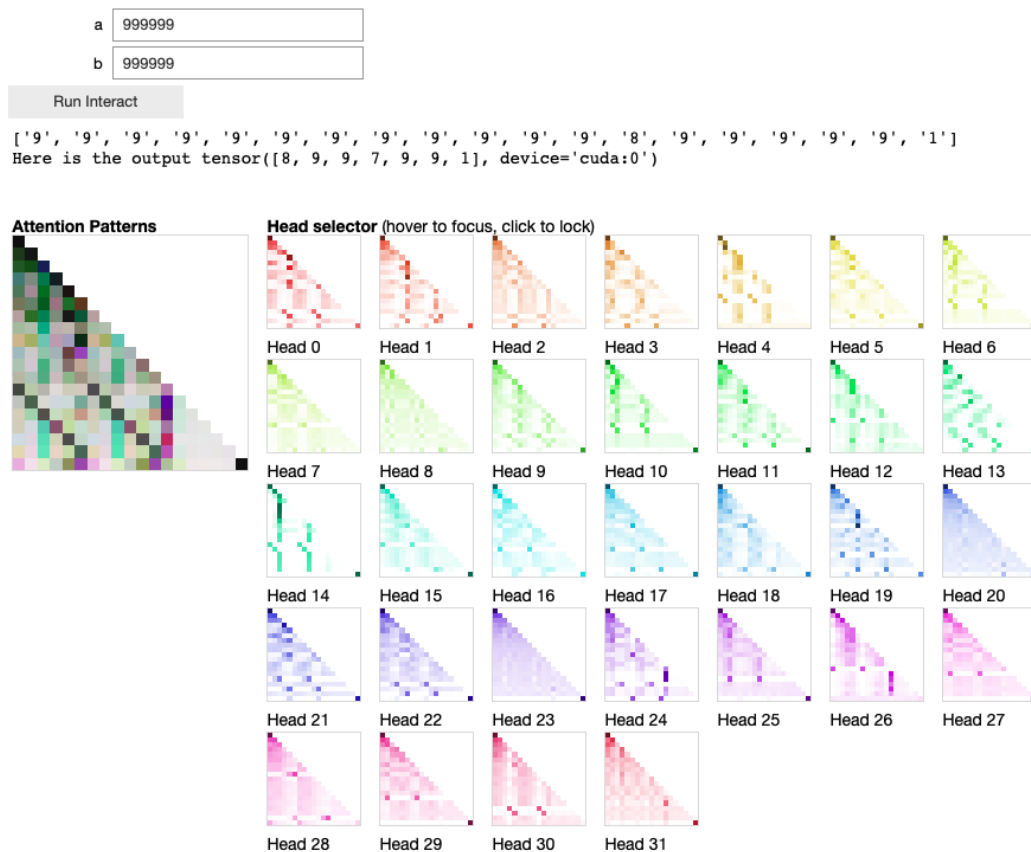 a 999999
b 999999
Run Interact
['9', '9', '9', '9', '9', '9', '9', '9', '9', '9', '9', '9', '8', '9', '9', '9', '9', '9', '1']
Here is the output tensor([8, 9, 9, 7, 9, 9, 1], device='cuda:0')
Attention Patterns
Head selector (hover to focus, click to lock)
Head 0 Head 1 Head 2 Head 3 Head 4 Head 5 Head 6
Head 7 Head 8 Head 9 Head 10 Head 11 Head 12 Head 13
Head 14 Head 15 Head 16 Head 17 Head 18 Head 19 Head 20
Head 21 Head 22 Head 23 Head 24 Head 25 Head 26 Head 27
Head 28 Head 29 Head 30 Head 31